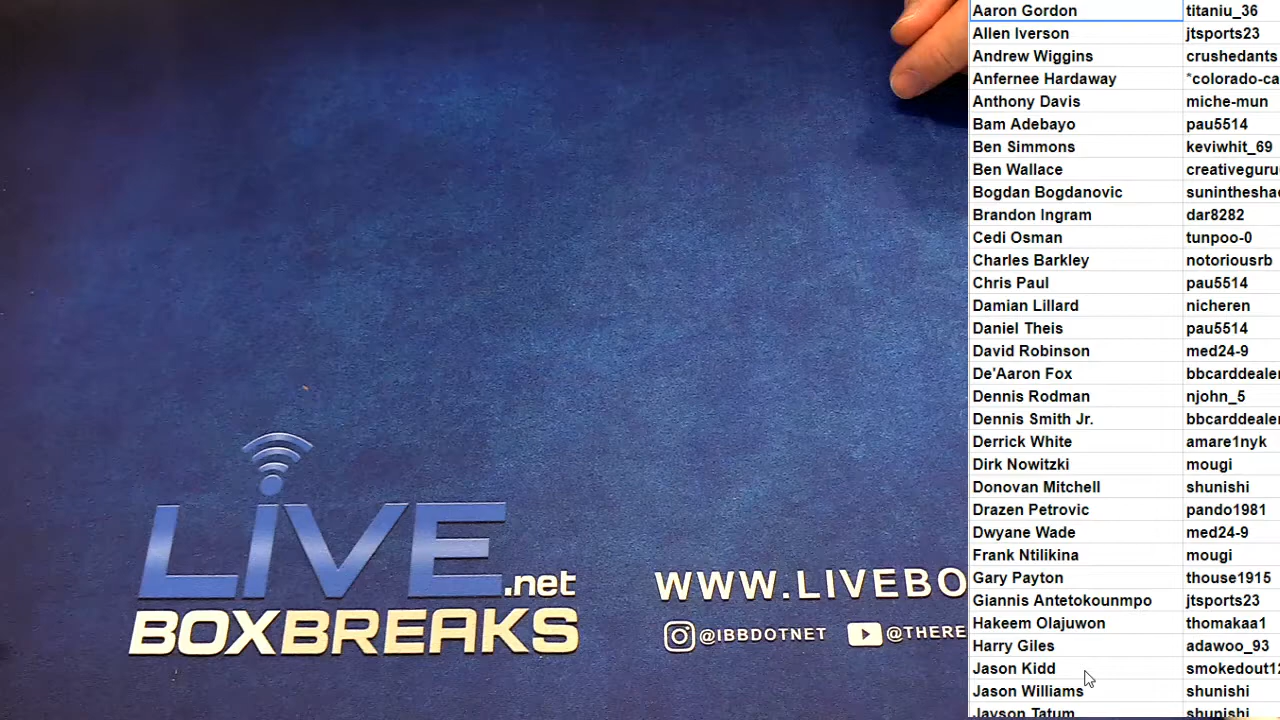 Aaron Gordon titaniu_36
Allen Iverson jtsports23
Andrew Wiggins crushedants
Anfernee Hardaway *colorado-ca
Anthony Davis miche-mun
Bam Adebayo pau5514
Ben Simmons keviwhit_69
Ben Wallace creativeguru
Bogdan Bogdanovic suninthesha
Brandon Ingram dar8282
Cedi Osman tunpoo-0
Charles Barkley notoriousrb
Chris Paul pau5514
Damian Lillard nicheren
Daniel Theis pau5514
David Robinson med24-9
De'Aaron Fox bbcarddealer
Dennis Rodman njohn_5
Dennis Smith Jr. bbcarddealer
Derrick White amare1nyk
Dirk Nowitzki mougi
Donovan Mitchell shunishi
Drazen Petrovic pando1981
Dwyane Wade med24-9
Frank Ntilikina mougi
Gary Payton thouse1915
Giannis Antetokounmpo jtsports23
Hakeem Olajuwon thomakaa1
Harry Giles adawoo_93
Jason Kidd smokedout12
Jason Williams shunishi
Jayson Tatum shunishi
LIVE.net
BOXBREAKS
WWW.LIVEBO
@IBBDOTNET @THERE